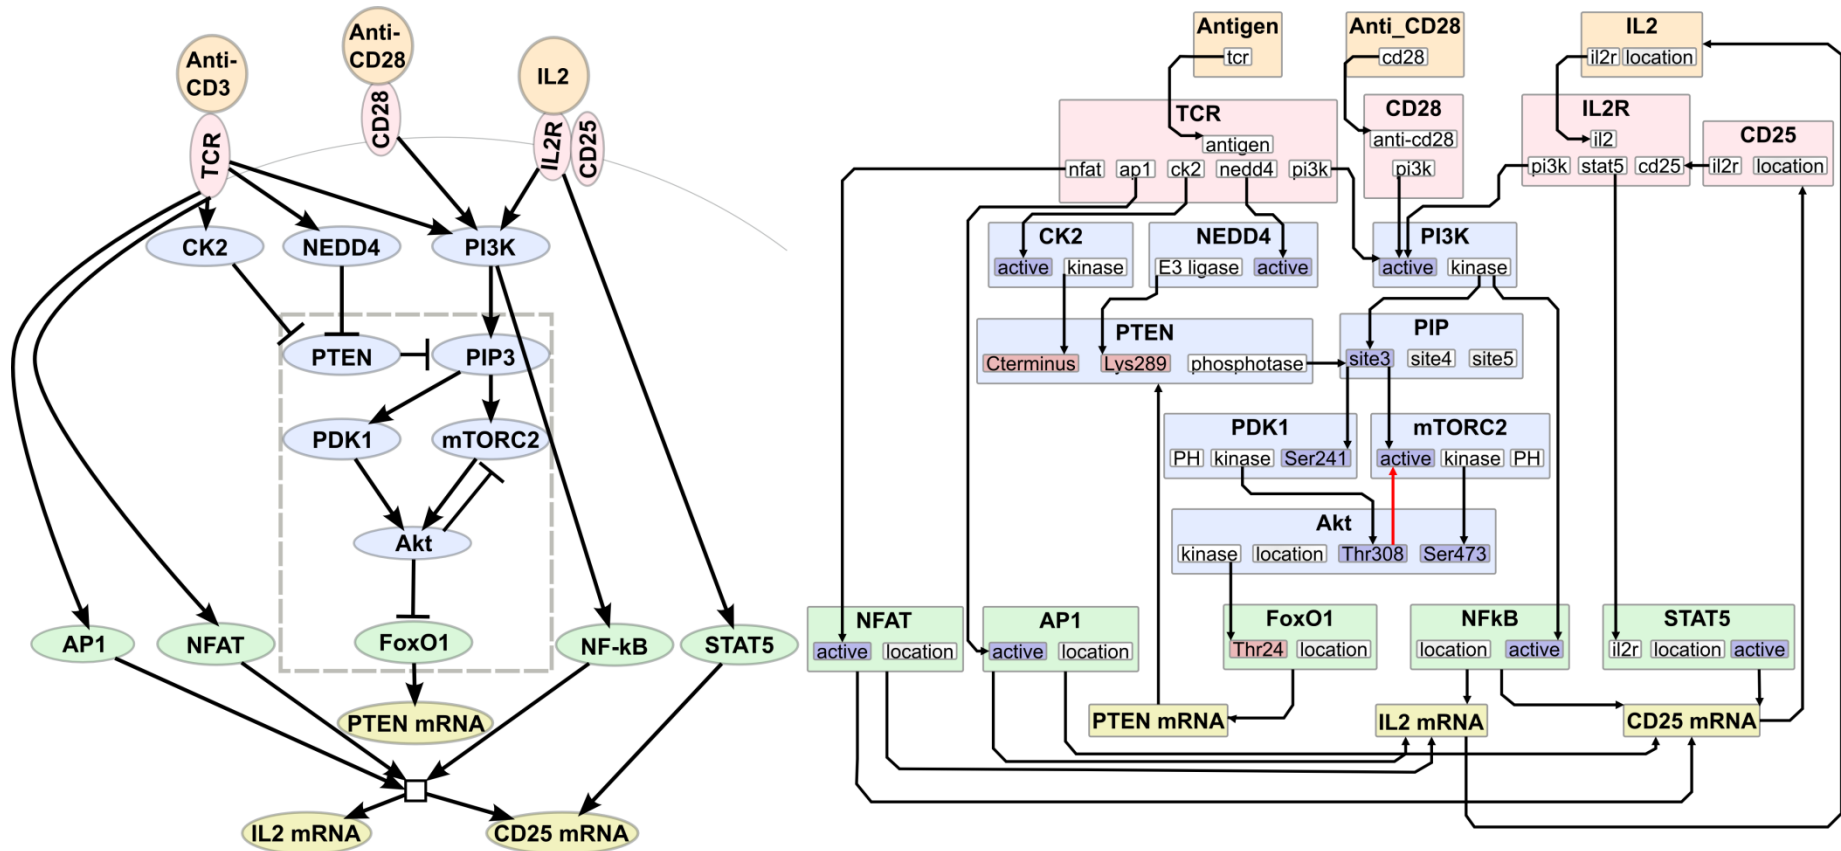 Anti-
CD3
Anti-
CD28
IL2
TCR
CD28
IL2R
CD25
CK2
NEDD4
PI3K
PTEN
PIP3
PDK1
mTORC2
Akt
AP1
NFAT
FoxO1
NF-kB
STAT5
PTEN mRNA
IL2 mRNA
CD25 mRNA
Antigen
tcr
Anti_CD28
cd28
IL2
il2r location
TCR
antigen
nfat ap1 ck2 nedd4 pi3k
CD28
anti-cd28
pi3k
IL2R
il2
pi3k stat5 cd25
CD25
il2r location
CK2
active kinase
NEDD4
E3 ligase active
PI3K
active kinase
PTEN
Cterminus Lys289 phosphotase
PIP
site3 site4 site5
PDK1
PH kinase Ser241
mTORC2
active kinase PH
Akt
kinase location Thr308 Ser473
NFAT
active location
AP1
active location
FoxO1
Thr24 location
NFkB
location active
STAT5
il2r location active
PTEN mRNA
IL2 mRNA
CD25 mRNA